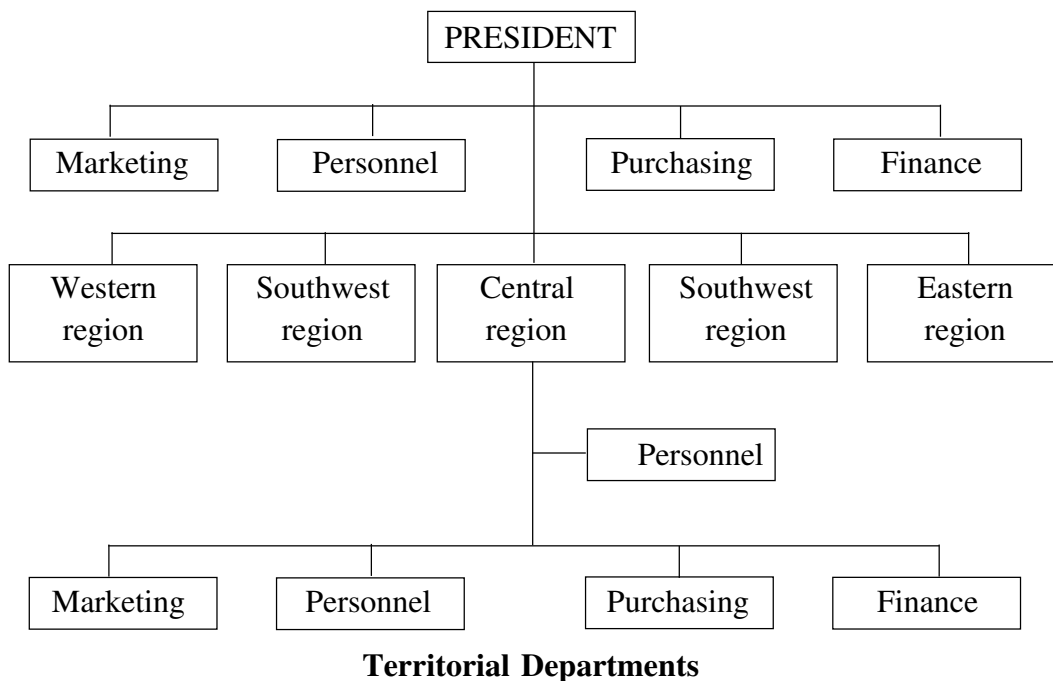 PRESIDENT
Marketing
Personnel
Purchasing
Finance
Western
region
Southwest
region
Central
region
Southwest
region
Eastern
region
Personnel
Marketing
Personnel
Purchasing
Finance
Territorial Departments